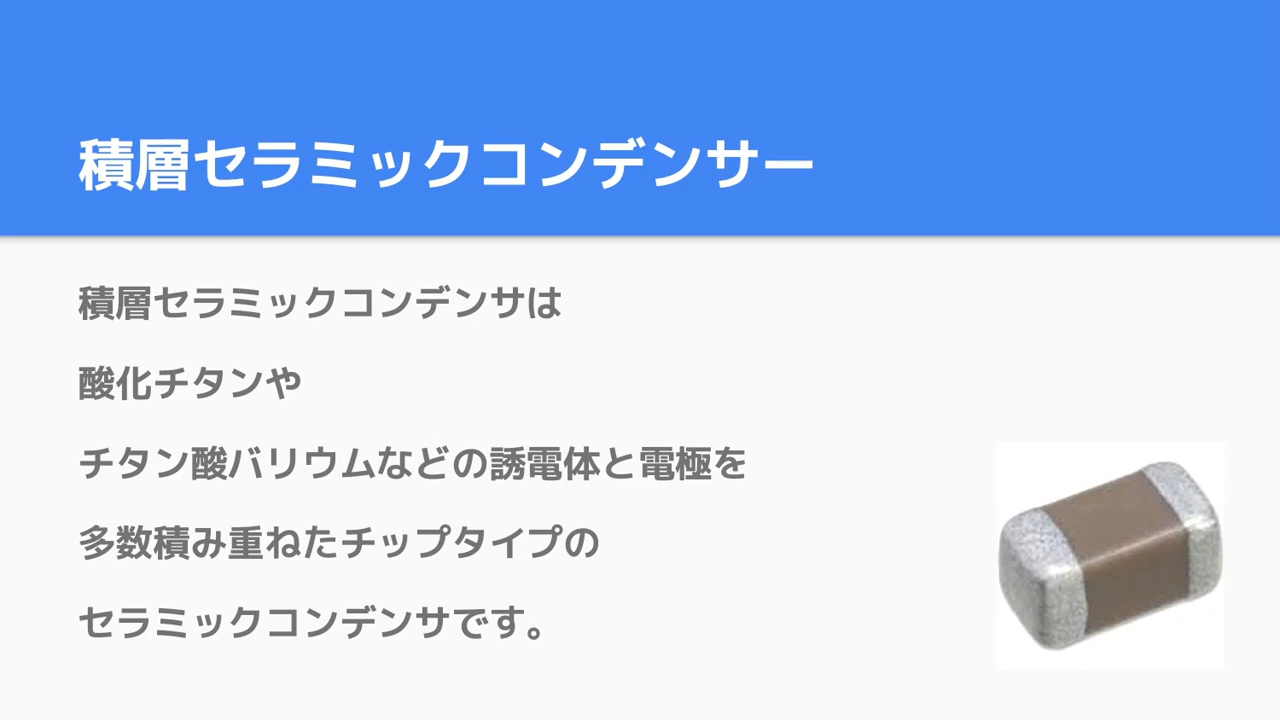 積層セラミックコンデンサー
積層セラミックコンデンサは
酸化チタンや
チタン酸バリウムなどの誘電体と電極を
多数積み重ねたチップタイプの
セラミックコンデンサです。